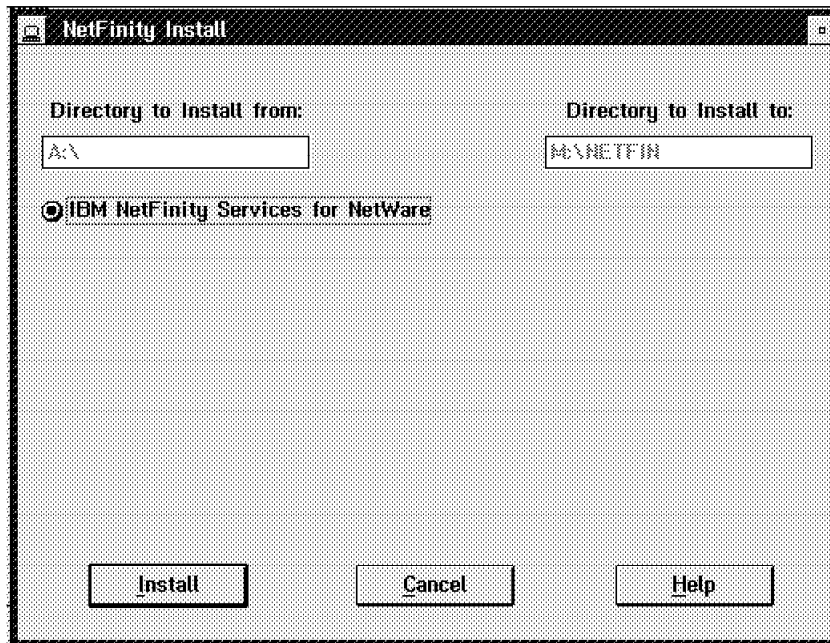 NetFinity Install
Directory to Install from:
Directory to Install to:
A:\
M:\NETFIN
IBM NetFinity Services for NetWare
Install
Cancel
Help